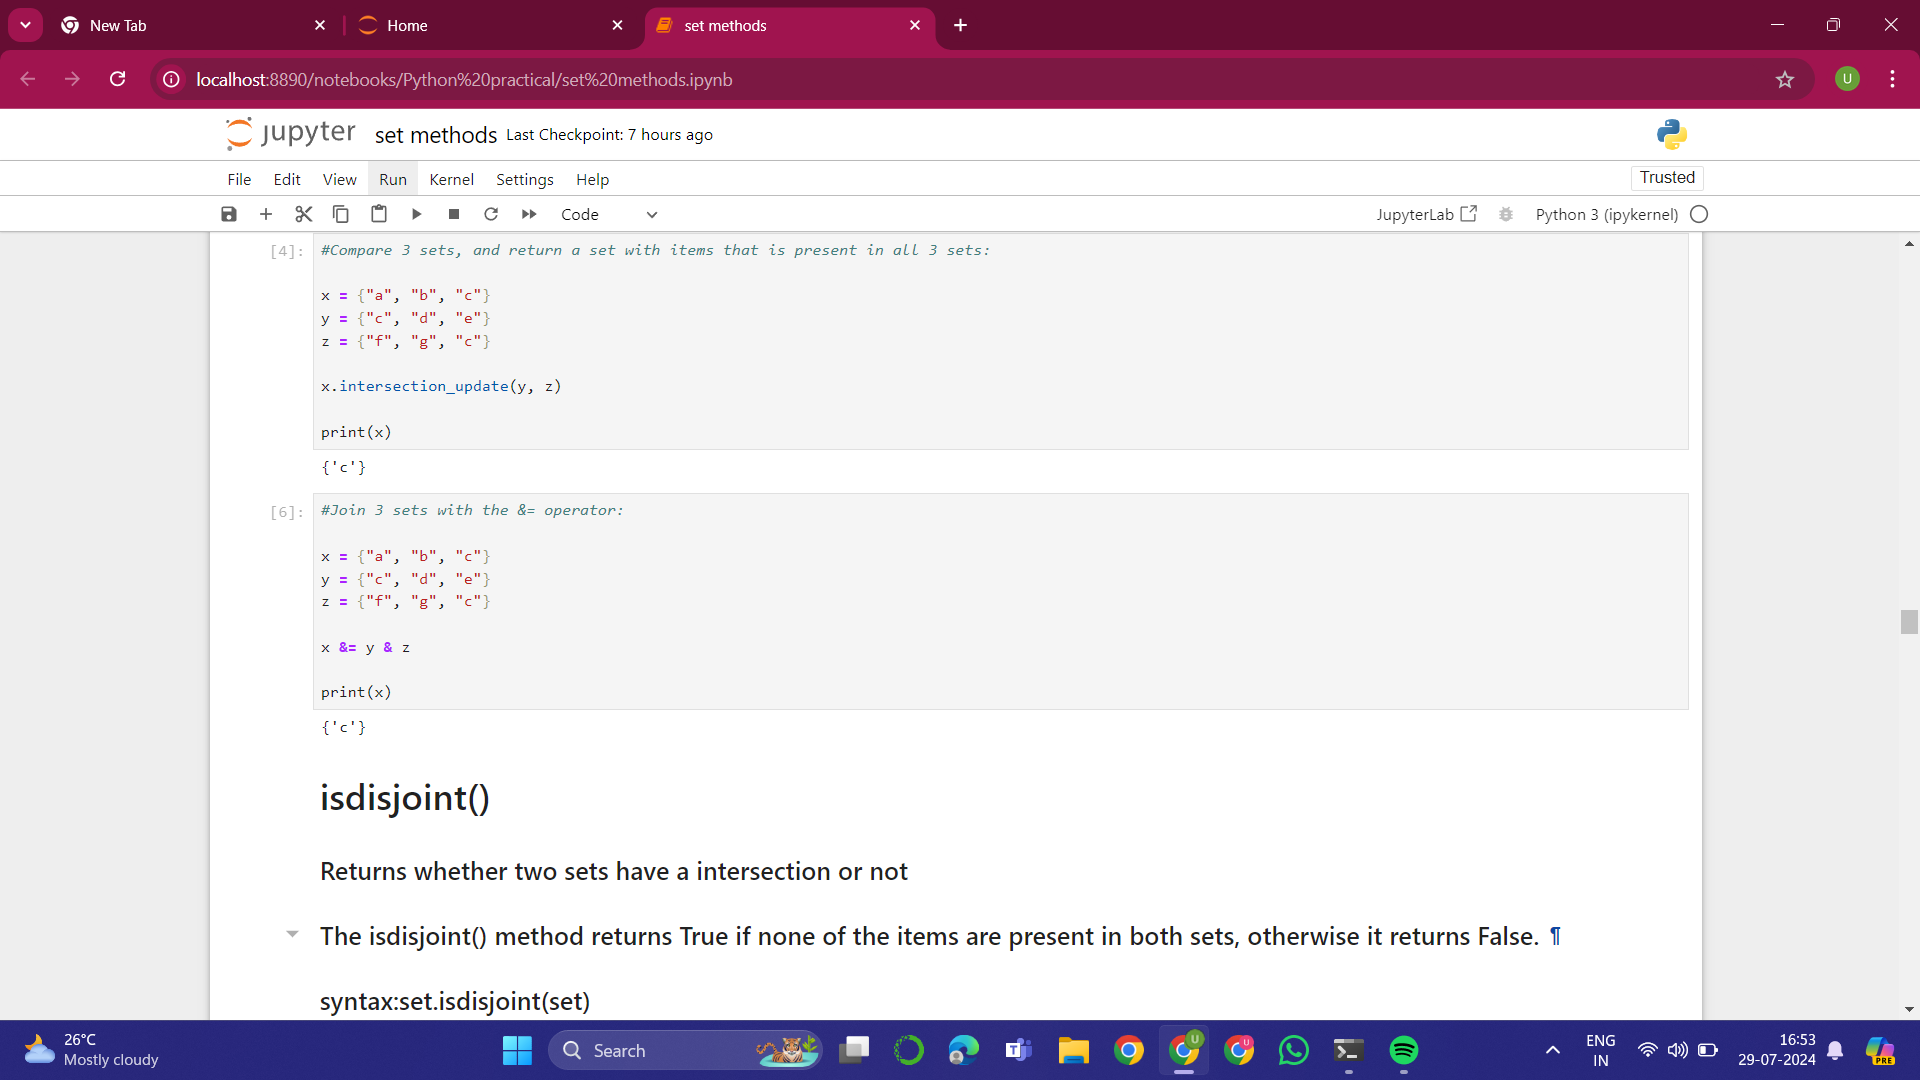 New Tab
Home
set methods
localhost:8890/notebooks/Python%20practical/set%20methods.ipynb
U
jupyter set methods Last Checkpoint: 7 hours ago
File Edit View Run Kernel Settings Help
Trusted
Code
JupyterLab
Python 3 (ipykernel)
[4]:
#Compare 3 sets, and return a set with items that is present in all 3 sets:
x = {"a", "b", "c"}
y = {"c", "d", "e"}
z = {"f", "g", "c"}
x.intersection_update(y, z)
print(x)
{'c'}
[6]:
#Join 3 sets with the &= operator:
x = {"a", "b", "c"}
y = {"c", "d", "e"}
z = {"f", "g", "c"}
x &= y & z
print(x)
{'c'}
isdisjoint()
Returns whether two sets have a intersection or not
The isdisjoint() method returns True if none of the items are present in both sets, otherwise it returns False. ¶
syntax:set.isdisjoint(set)
26°C
Mostly cloudy
Search
U
U
ENG
IN
16:53
29-07-2024
PRE